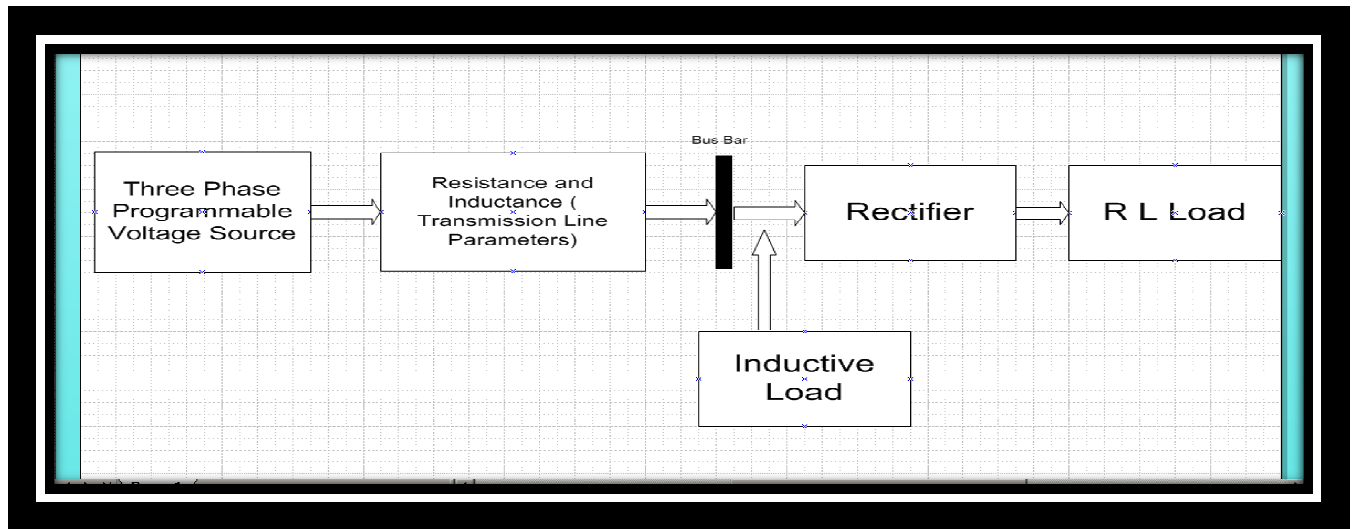 Bus Bar
Three Phase
Programmable
Voltage Source
Resistance and
Inductance (
Transmission Line
Parameters)
Rectifier
R L Load
Inductive
Load